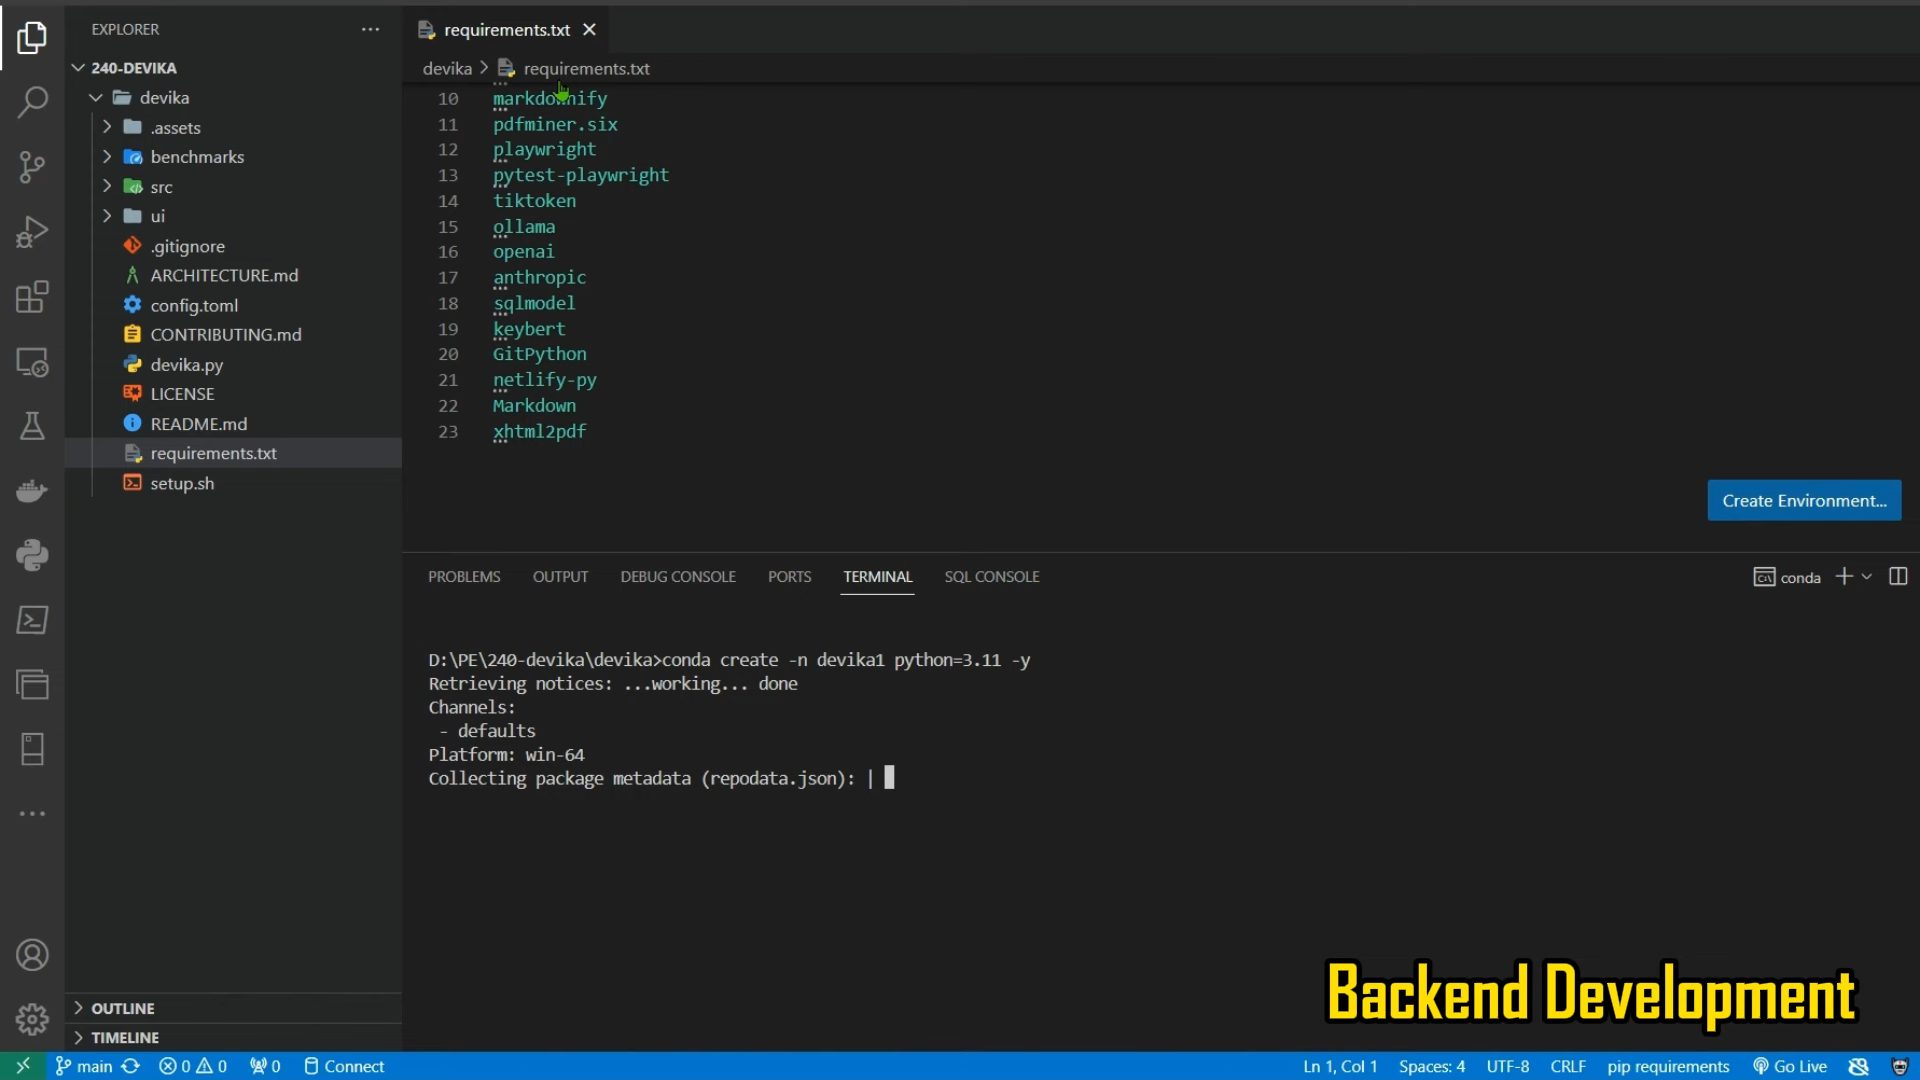 EXPLORER
240-DEVIKA
devika
.assets
benchmarks
src
ui
.gitignore
ARCHITECTURE.md
config.toml
CONTRIBUTING.md
devika.py
LICENSE
README.md
requirements.txt
setup.sh
OUTLINE
TIMELINE
requirements.txt
devika > requirements.txt
10 markdownify
11 pdfminer.six
12 playwright
13 pytest-playwright
14 tiktoken
15 ollama
16 openai
17 anthropic
18 sqlmodel
19 keybert
20 GitPython
21 netlify-py
22 Markdown
23 xhtml2pdf
Create Environment...
PROBLEMS OUTPUT DEBUG CONSOLE PORTS TERMINAL SQL CONSOLE
conda
D:\PE\240-devika\devika>conda create -n devika1 python=3.11 -y
Retrieving notices: ...working... done
Channels:
- defaults
Platform: win-64
Collecting package metadata (repodata.json): |
Backend Development
main 0 0 0 Connect
Ln 1, Col 1 Spaces: 4 UTF-8 CRLF pip requirements Go Live